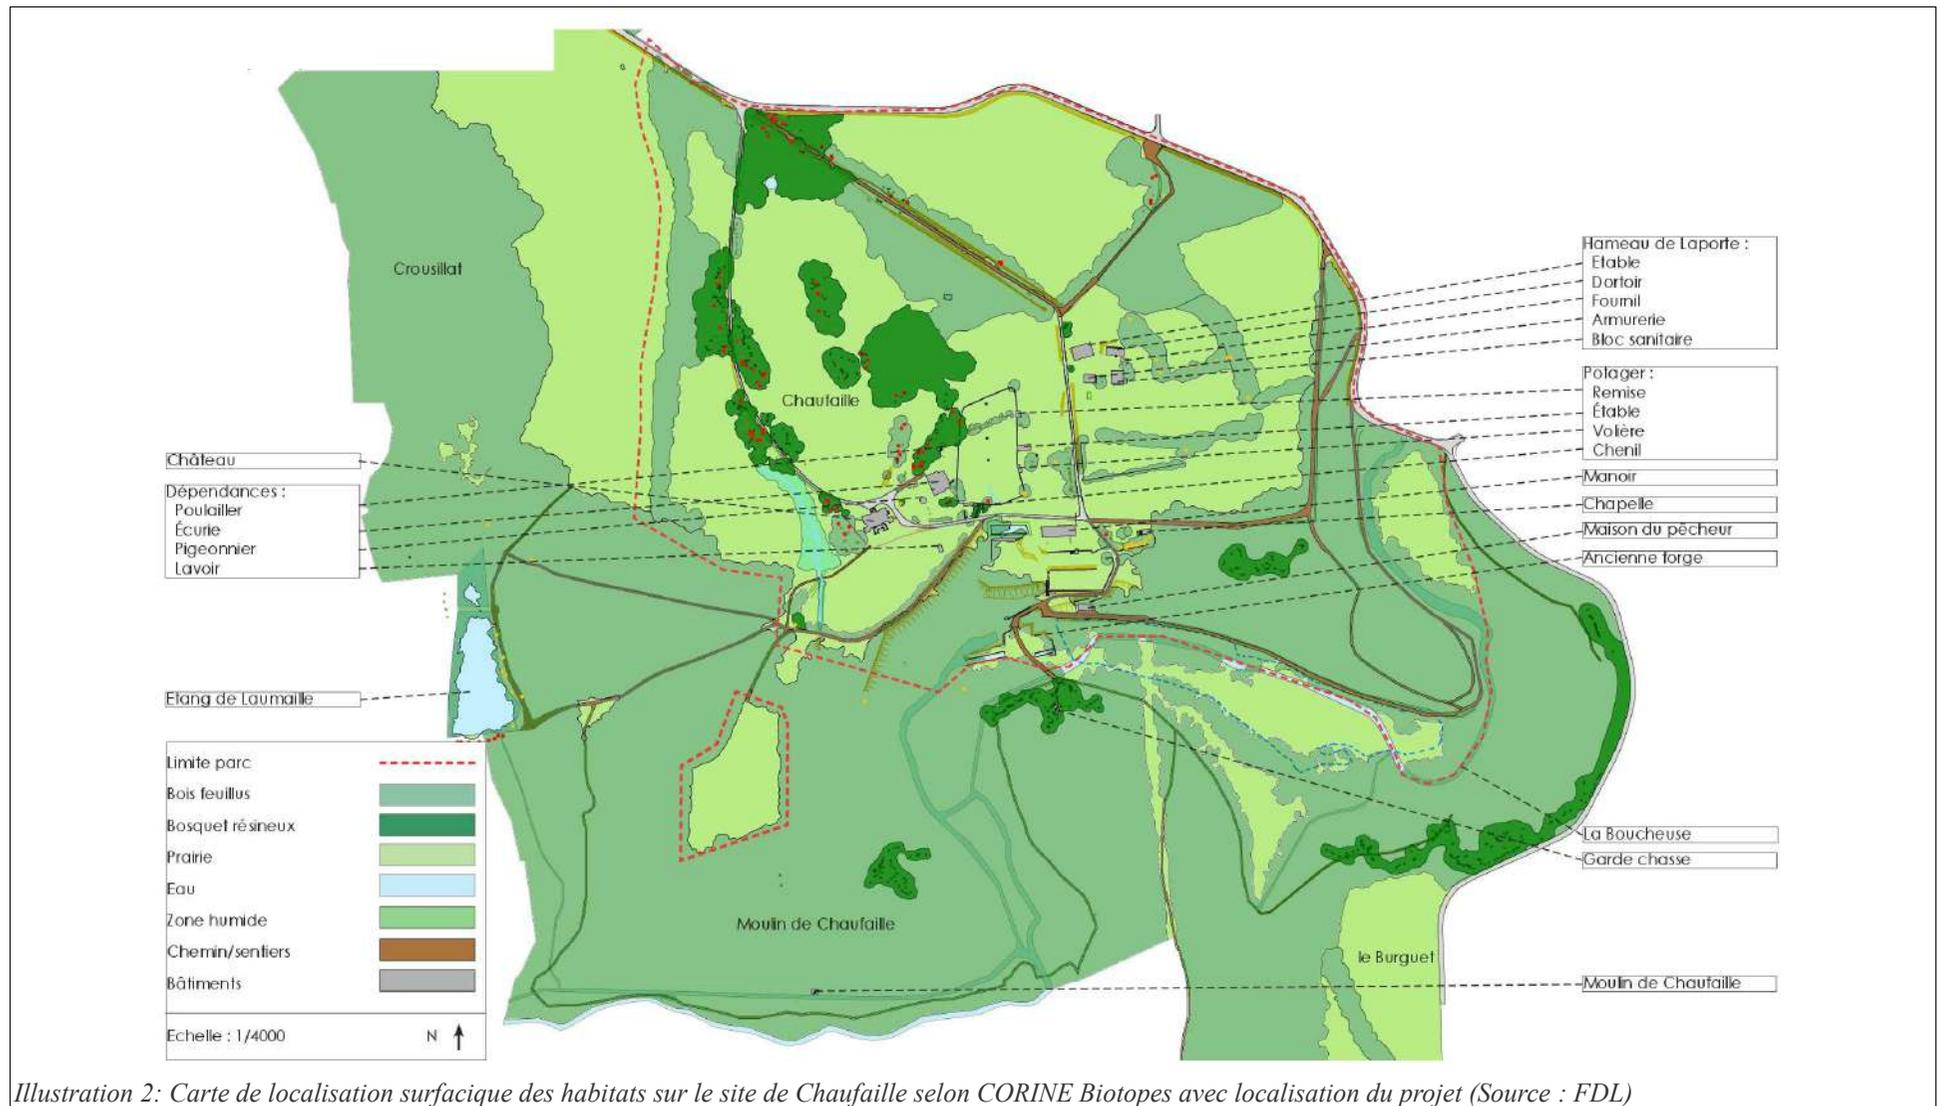 Crousillat
Chaufaille
Hameau de Laporte :
Etable
Dortoir
Fournil
Armurerie
Bloc sanitaire
Potager :
Remise
Étable
Volière
Chenil
Manoir
Chapelle
Maison du pêcheur
Ancienne forge
Château
Dépendances :
Poulailler
Écurie
Pigeonnier
Lavoir
Etang de Laumaille
Limite parc
Bois feuillus
Bosquet résineux
Prairie
Eau
Zone humide
Chemin/sentiers
Bâtiments
Echelle : 1/4000
N
La Boucheuse
Garde chasse
Moulin de Chaufaille
le Burguet
Moulin de Chaufaille
Illustration 2: Carte de localisation surfacique des habitats sur le site de Chaufaille selon CORINE Biotopes avec localisation du projet (Source : FDL)